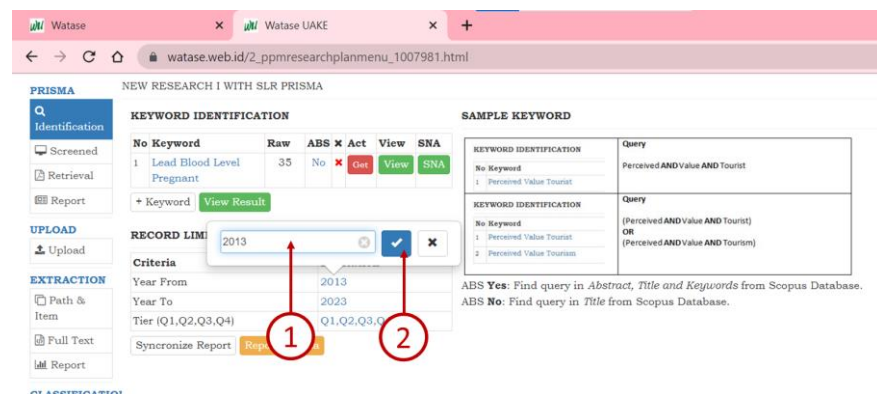 Watase
Watase UAKE
watase.web.id/2_ppmresearchplanmenu_1007981.html
PRISMA
Identification
Screened
Retrieval
Report
UPLOAD
Upload
EXTRACTION
Path &
Item
Full Text
Report
NEW RESEARCH I WITH SLR PRISMA
KEYWORD IDENTIFICATION
No Keyword Raw ABS × Act View SNA
1 Lead Blood Level 35 No × Get View SNA
Pregnant
+ Keyword View Result
RECORD
2013
Criteria
Year From 2013
Year To 2023
Tier (Q1,Q2,Q3,Q4) Q1,Q2,Q3,
Syncronize Report
1
2
SAMPLE KEYWORD
KEYWORD IDENTIFICATION
No Keyword
1 Perceived Value Tourist
Query
Perceived AND Value AND Tourist
KEYWORD IDENTIFICATION
No Keyword
1 Perceived Value Tourist
2 Perceived Value Tourism
Query
(Perceived AND Value AND Tourist)
OR
(Perceived AND Value AND Tourism)
ABS Yes: Find query in Abstract, Title and Keywords from Scopus Database.
ABS No: Find query in Title from Scopus Database.